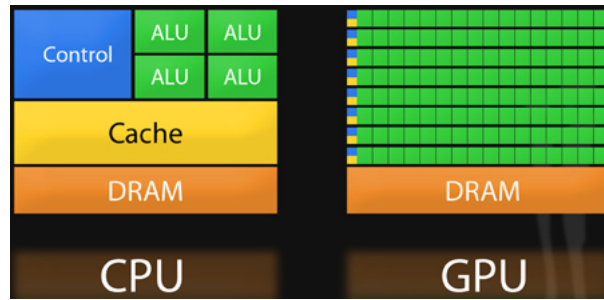 Control
ALU ALU
ALU ALU
Cache
DRAM
CPU
DRAM
GPU